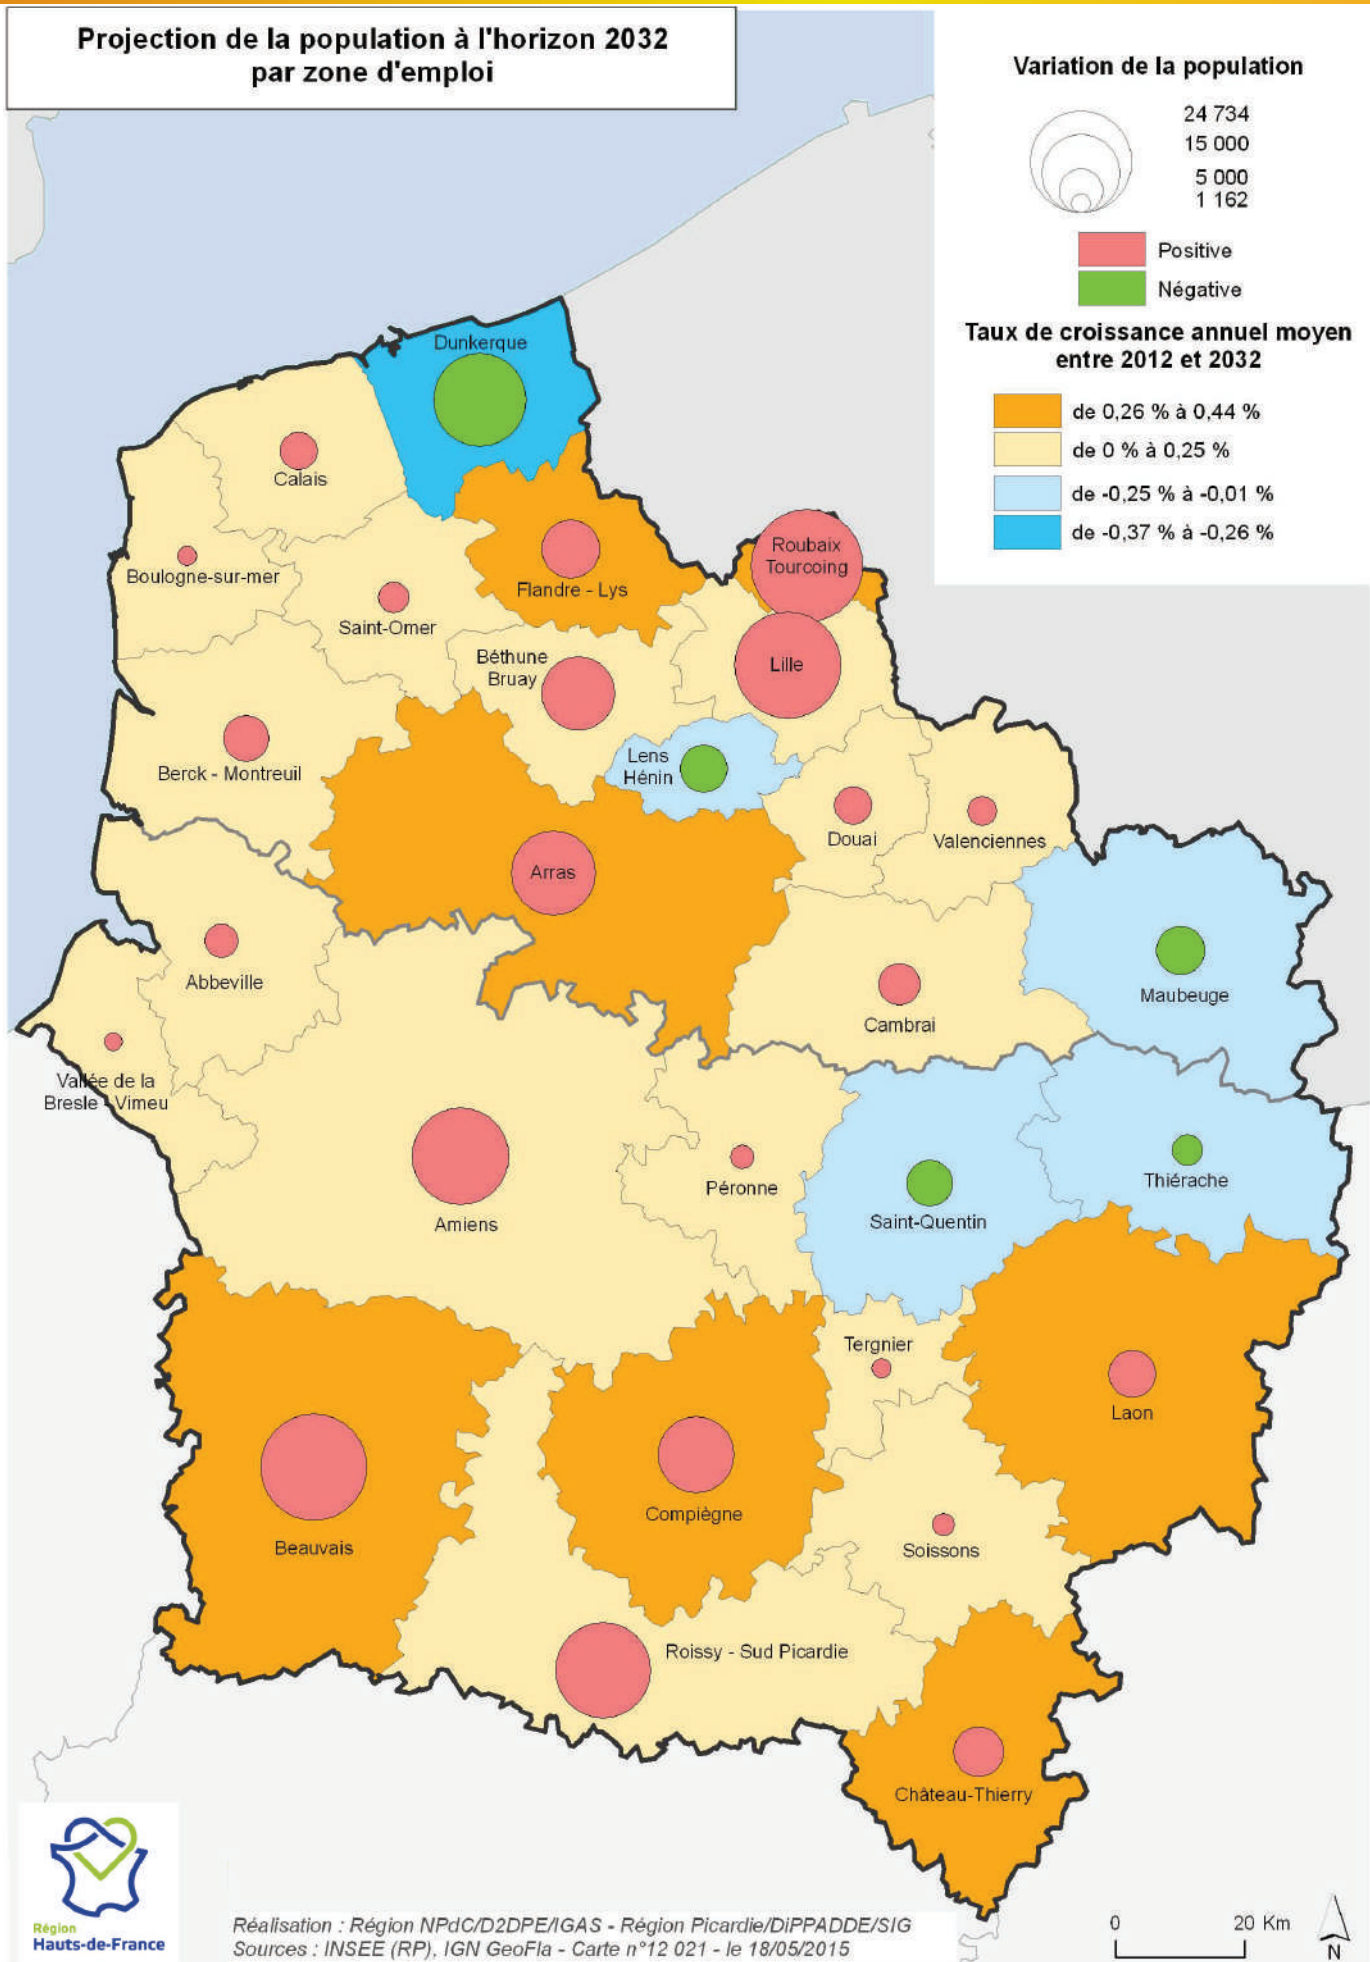 Projection de la population à l'horizon 2032
par zone d'emploi
Variation de la population
24 734
15 000
5 000
1 162
Positive
Négative
Taux de croissance annuel moyen
entre 2012 et 2032
de 0,26 % à 0,44 %
de 0 % à 0,25 %
de -0,25 % à -0,01 %
de -0,37 % à -0,26 %
Dunkerque
Calais
Boulogne-sur-mer
Saint-Omer
Flandre - Lys
Roubaix
Tourcoing
Lille
Béthune
Bruay
Berck - Montreuil
Lens
Hénin
Douai
Valenciennes
Arras
Abbeville
Cambrai
Maubeuge
Vallée de la
Bresle - Vimeu
Amiens
Péronne
Saint-Quentin
Thiérache
Tergnier
Laon
Beauvais
Compiègne
Soissons
Roissy - Sud Picardie
Château-Thierry
Région
Hauts-de-France
Réalisation : Région NPdC/D2DPE/IGAS - Région Picardie/DiPPADDE/SIG
Sources : INSEE (RP), IGN GeoFla - Carte n°12 021 - le 18/05/2015
0 20 Km
N